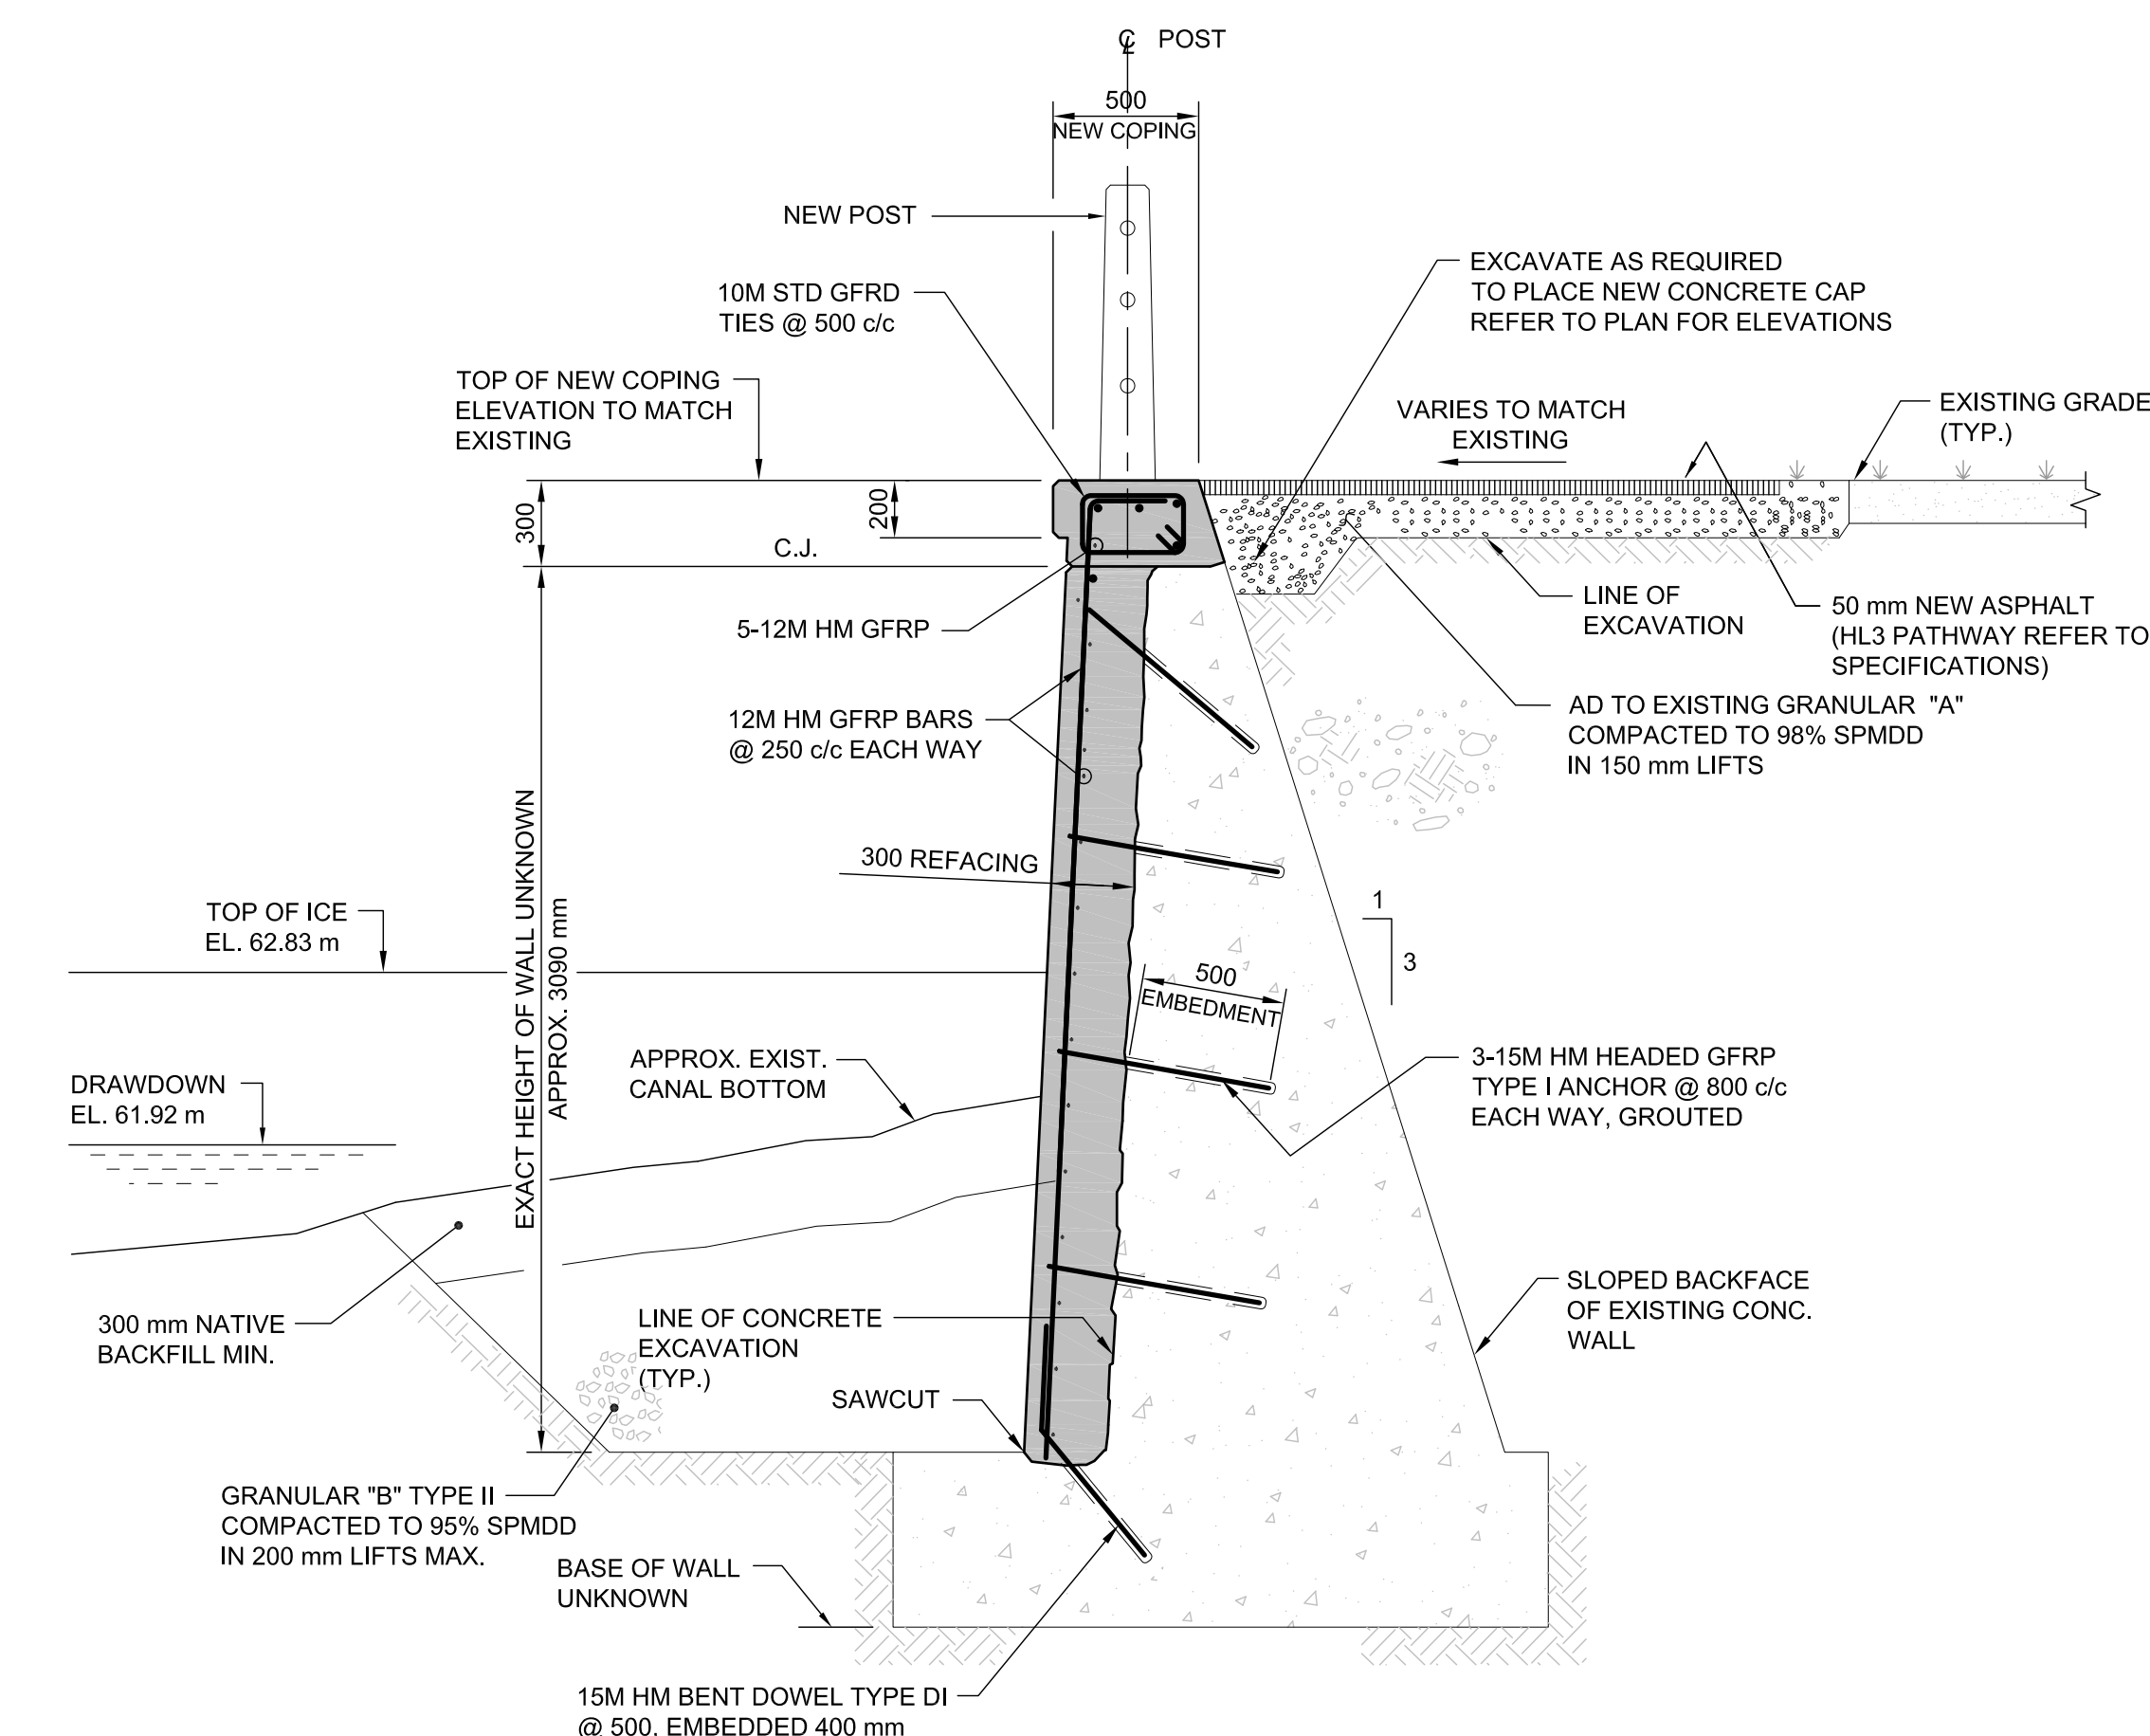 ℄ POST
500
NEW COPING
NEW POST
10M STD GFRD
TIES @ 500 c/c
EXCAVATE AS REQUIRED
TO PLACE NEW CONCRETE CAP
REFER TO PLAN FOR ELEVATIONS
TOP OF NEW COPING
ELEVATION TO MATCH
EXISTING
VARIES TO MATCH
EXISTING
EXISTING GRADE
(TYP.)
300
200
C.J.
5-12M HM GFRP
LINE OF
EXCAVATION
50 mm NEW ASPHALT
(HL3 PATHWAY REFER TO
SPECIFICATIONS)
12M HM GFRP BARS
@ 250 c/c EACH WAY
AD TO EXISTING GRANULAR "A"
COMPACTED TO 98% SPMDD
IN 150 mm LIFTS
300 REFACING
EXACT HEIGHT OF WALL UNKNOWN
APPROX. 3090 mm
TOP OF ICE
EL. 62.83 m
1
3
500
EMBEDMENT
DRAWDOWN
EL. 61.92 m
APPROX. EXIST.
CANAL BOTTOM
3-15M HM HEADED GFRP
TYPE I ANCHOR @ 800 c/c
EACH WAY, GROUTED
300 mm NATIVE
BACKFILL MIN.
LINE OF CONCRETE
EXCAVATION
(TYP.)
SLOPED BACKFACE
OF EXISTING CONC.
WALL
SAWCUT
GRANULAR "B" TYPE II
COMPACTED TO 95% SPMDD
IN 200 mm LIFTS MAX.
BASE OF WALL
UNKNOWN
15M HM BENT DOWEL TYPE DI
@ 500, EMBEDDED 400 mm